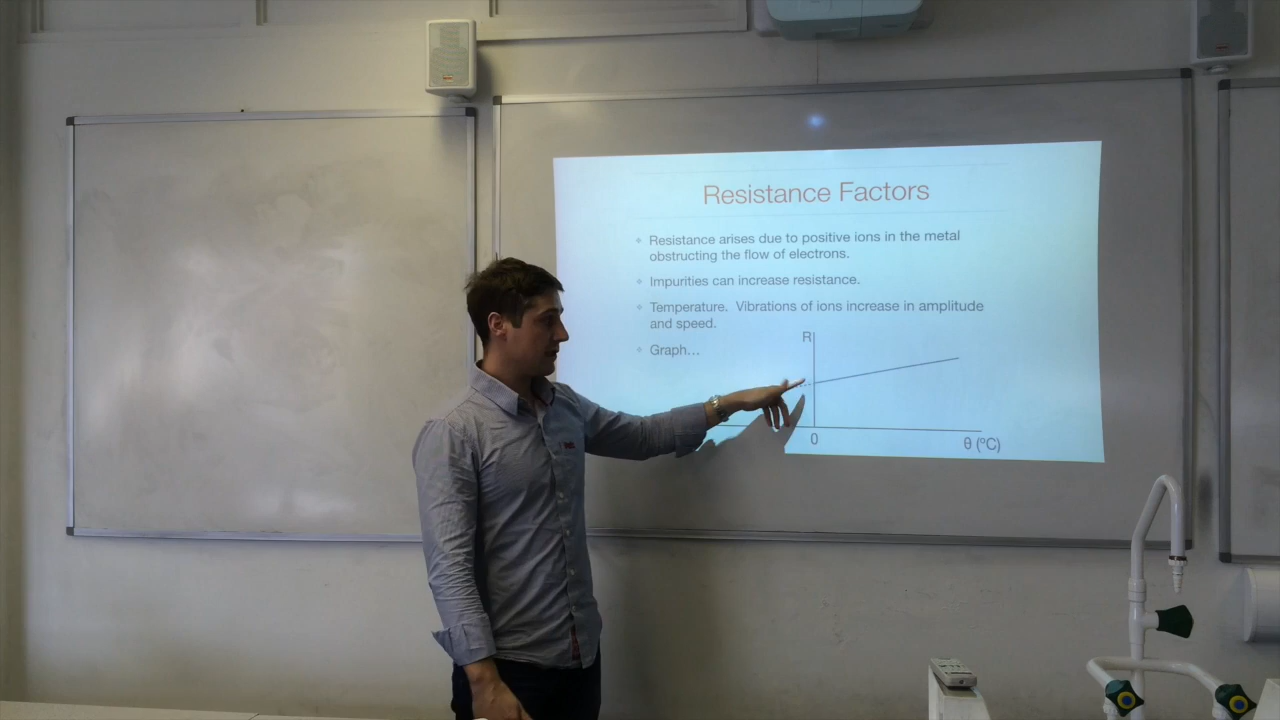 Resistance Factors
Resistance arises due to positive ions in the metal
obstructing the flow of electrons.
Impurities can increase resistance.
Temperature. Vibrations of ions increase in amplitude
and speed.
Graph...
R
0
θ (°C)